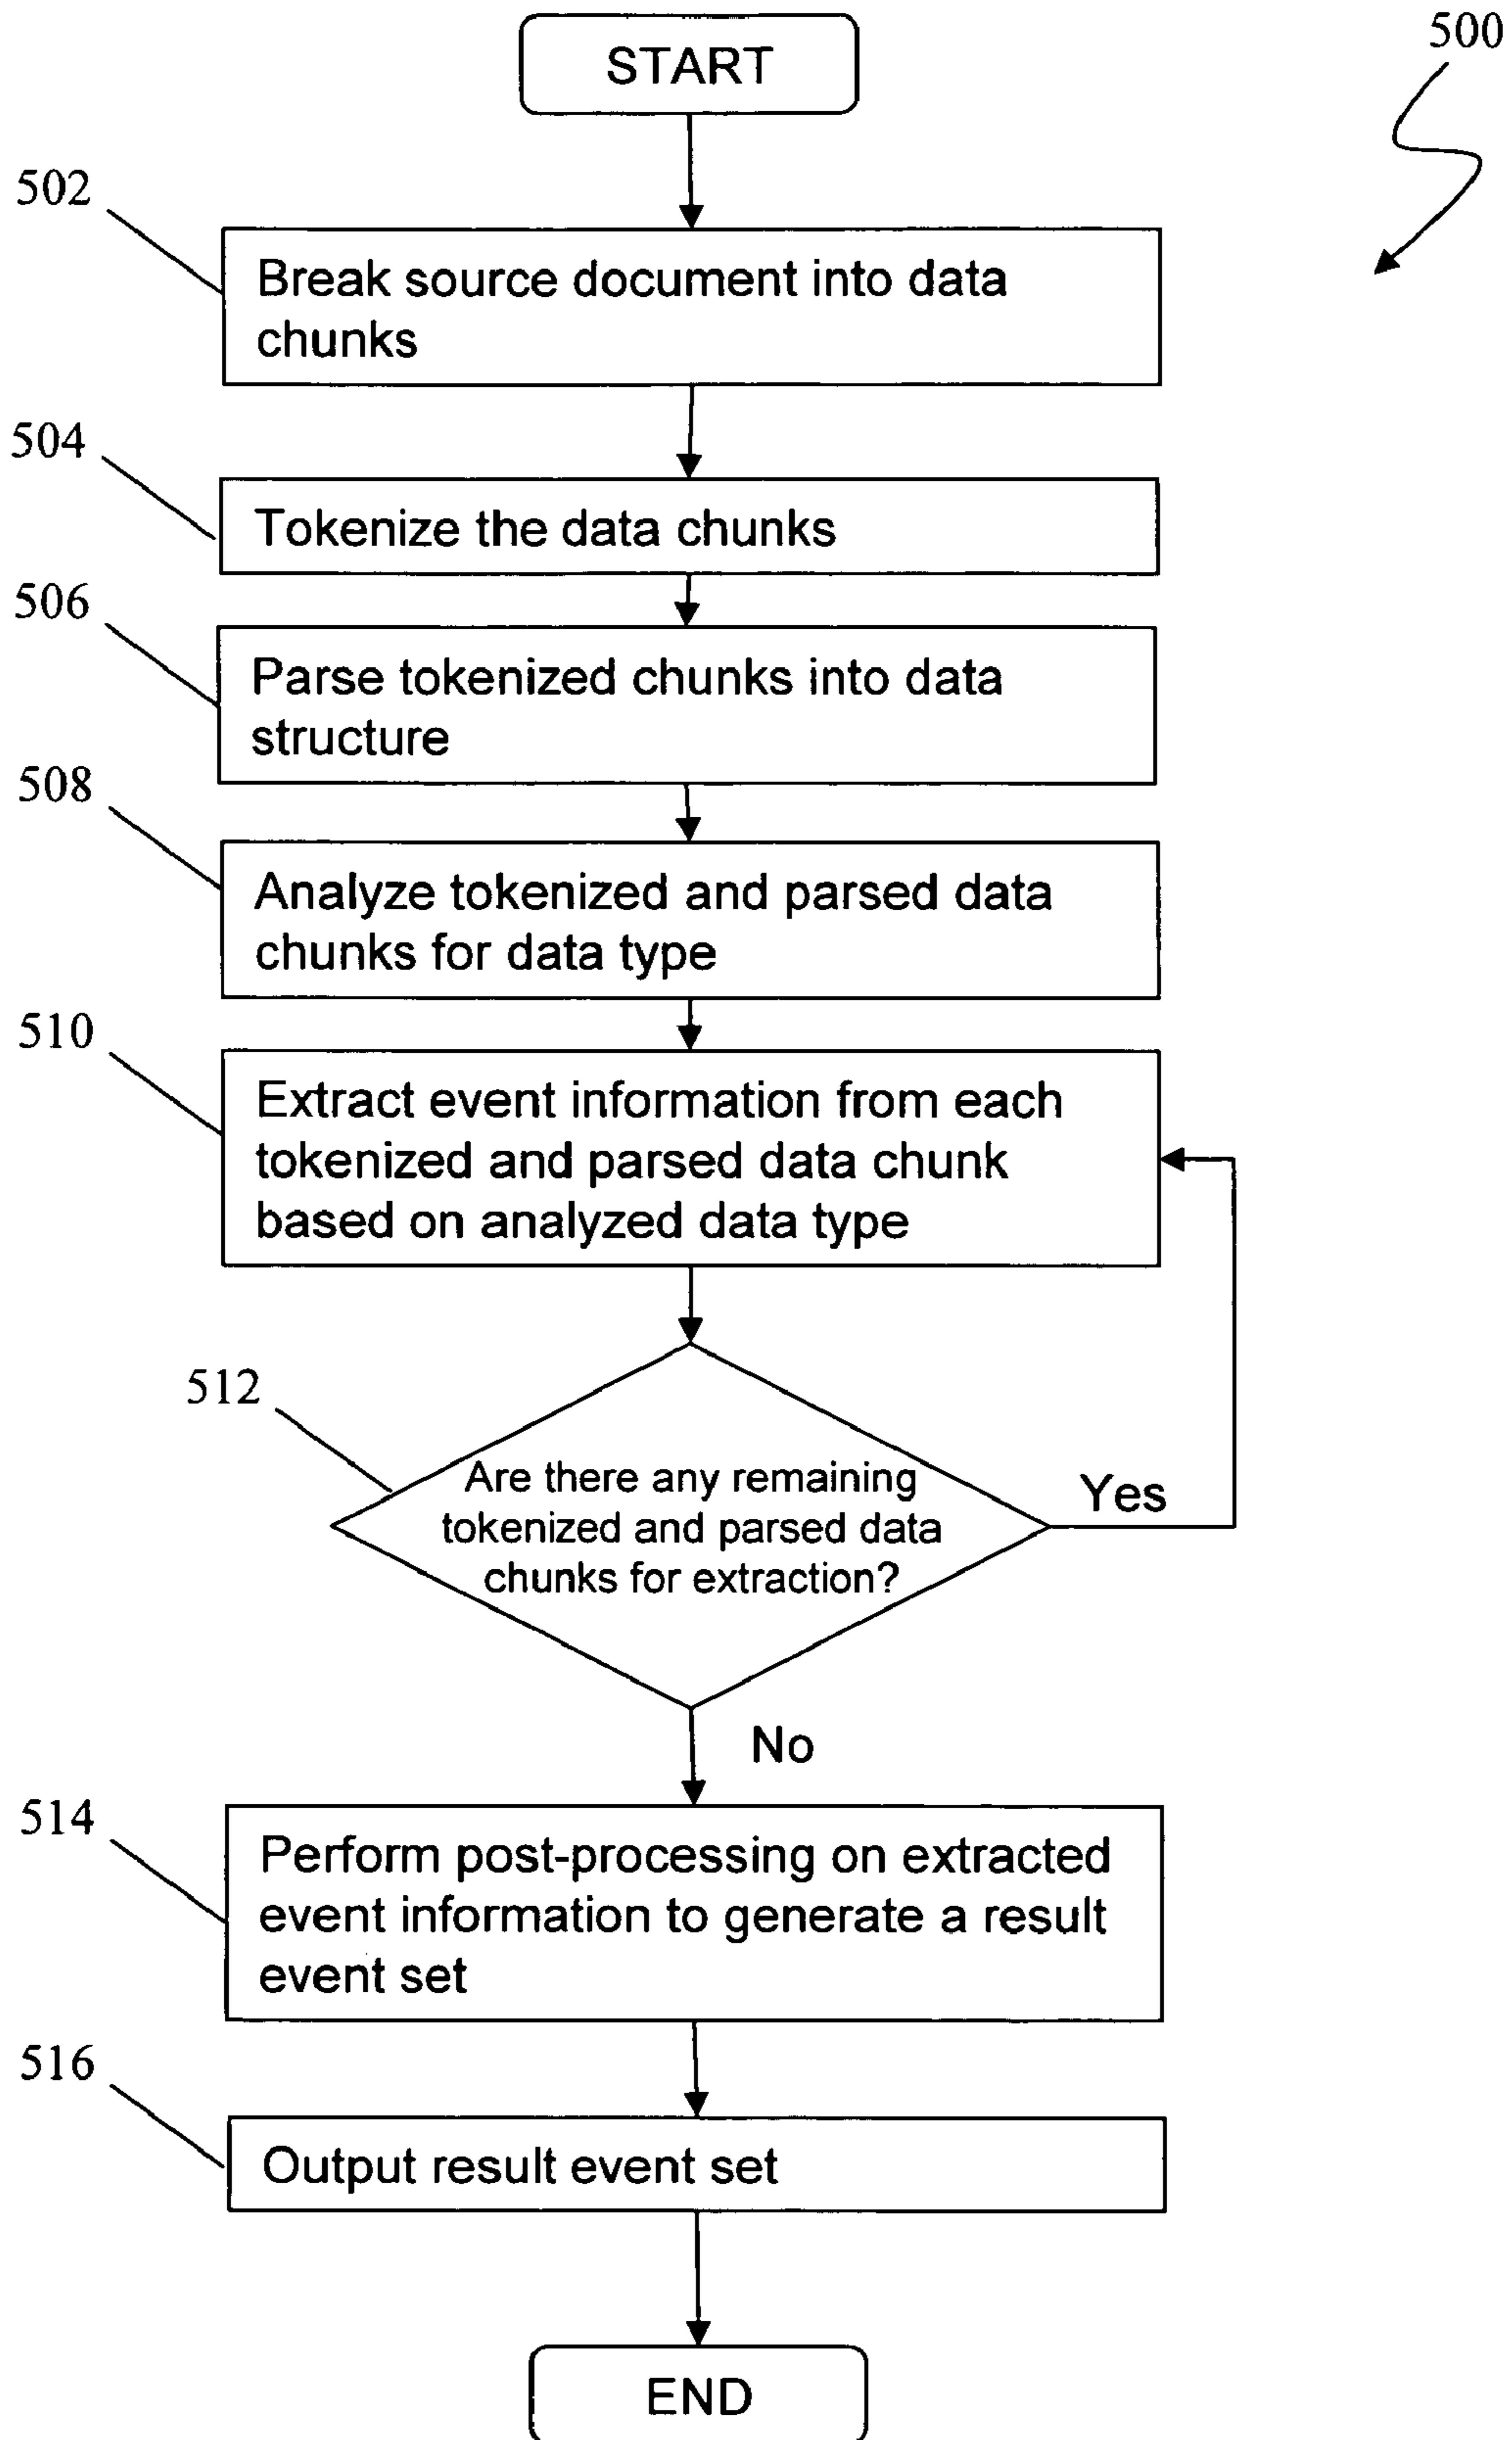 START
500
502
Break source document into data
chunks
504
Tokenize the data chunks
506
Parse tokenized chunks into data
structure
508
Analyze tokenized and parsed data
chunks for data type
510
Extract event information from each
tokenized and parsed data chunk
based on analyzed data type
512
Are there any remaining
tokenized and parsed data
chunks for extraction?
Yes
No
514
Perform post-processing on extracted
event information to generate a result
event set
516
Output result event set
END